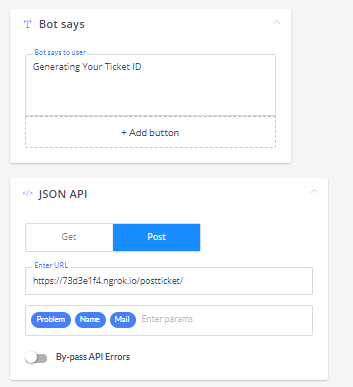 Bot says
Bot says to user
Generating Your Ticket ID
+ Add button
</> JSON API
Get Post
Enter URL
https://73d3e1f4.ngrok.io/postticket/
Problem Name Mail Enter params
By-pass API Errors